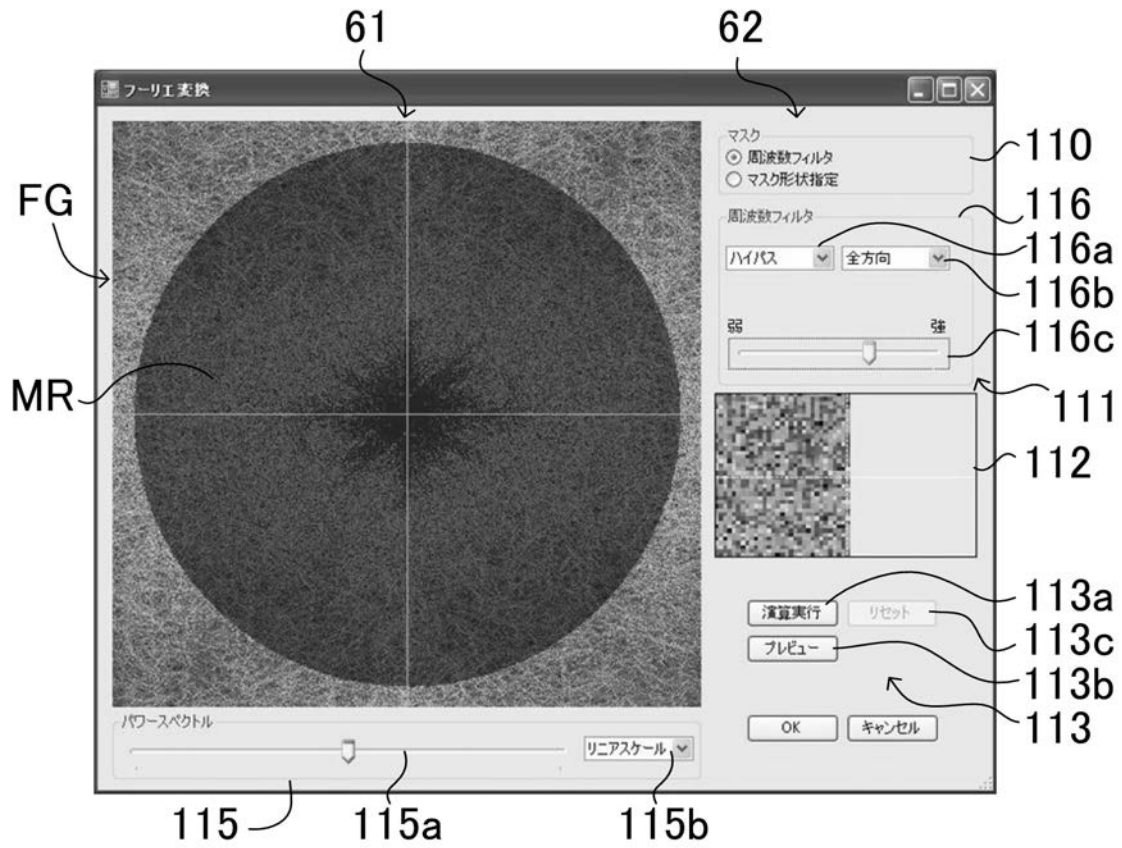 61
62
フーリエ変換
FG
MR
マスク
周波数フィルタ
マスク形状指定
110
周波数フィルタ
116
ハイパス
全方向
116a
116b
弱
強
116c
111
112
演算実行
リセット
プレビュー
113a
113c
113b
113
OK
キャンセル
パワースペクトル
リニアスケール
115
115a
115b